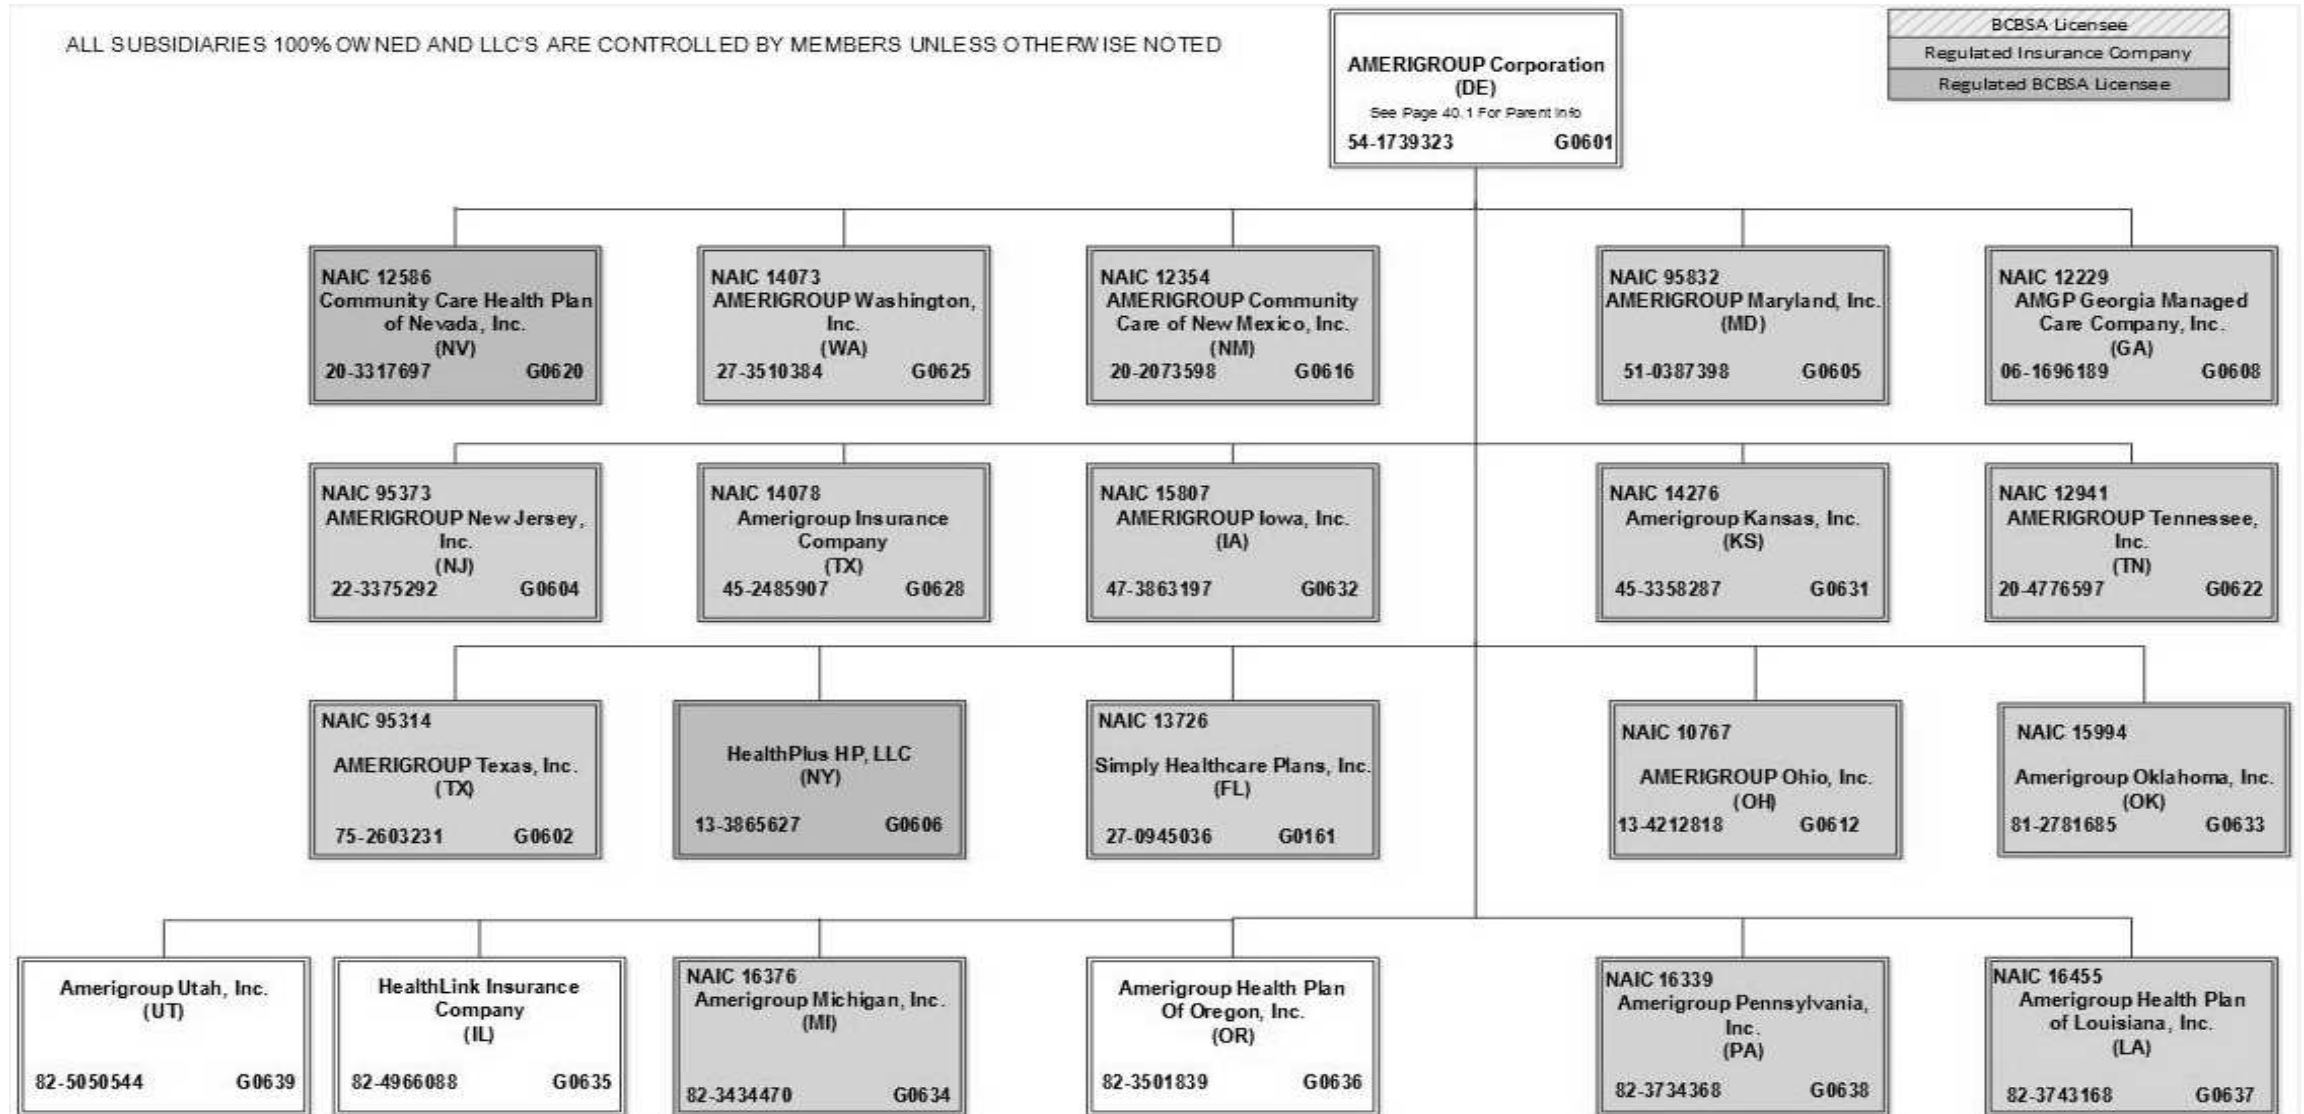 ALL SUBSIDIARIES 100% OWNED AND LLC'S ARE CONTROLLED BY MEMBERS UNLESS OTHERWISE NOTED
AMERIGROUP Corporation
(DE)
See Page 40.1 For Parent Info
54-1739323 G0601
BCBSA Licensee
Regulated Insurance Company
Regulated BCBSA Licensee
NAIC 12586
Community Care Health Plan
of Nevada, Inc.
(NV)
20-3317697 G0620
NAIC 14073
AMERIGROUP Washington,
Inc.
(WA)
27-3510384 G0625
NAIC 12354
AMERIGROUP Community
Care of New Mexico, Inc.
(NM)
20-2073598 G0616
NAIC 95832
AMERIGROUP Maryland, Inc.
(MD)
51-0387398 G0605
NAIC 12229
AMGP Georgia Managed
Care Company, Inc.
(GA)
06-1696189 G0608
NAIC 95373
AMERIGROUP New Jersey,
Inc.
(NJ)
22-3375292 G0604
NAIC 14078
Amerigroup Insurance
Company
(TX)
45-2485907 G0628
NAIC 15807
AMERIGROUP Iowa, Inc.
(IA)
47-3863197 G0632
NAIC 14276
Amerigroup Kansas, Inc.
(KS)
45-3358287 G0631
NAIC 12941
AMERIGROUP Tennessee,
Inc.
(TN)
20-4776597 G0622
NAIC 95314
AMERIGROUP Texas, Inc.
(TX)
75-2603231 G0602
HealthPlus HP, LLC
(NY)
13-3865627 G0606
NAIC 13726
Simply Healthcare Plans, Inc.
(FL)
27-0945036 G0161
NAIC 10767
AMERIGROUP Ohio, Inc.
(OH)
13-4212818 G0612
NAIC 15994
Amerigroup Oklahoma, Inc.
(OK)
81-2781685 G0633
Amerigroup Utah, Inc.
(UT)
82-5050544 G0639
HealthLink Insurance
Company
(IL)
82-4966088 G0635
NAIC 16376
Amerigroup Michigan, Inc.
(MI)
82-3434470 G0634
Amerigroup Health Plan
Of Oregon, Inc.
(OR)
82-3501839 G0636
NAIC 16339
Amerigroup Pennsylvania,
Inc.
(PA)
82-3734368 G0638
NAIC 16455
Amerigroup Health Plan
of Louisiana, Inc.
(LA)
82-3743168 G0637